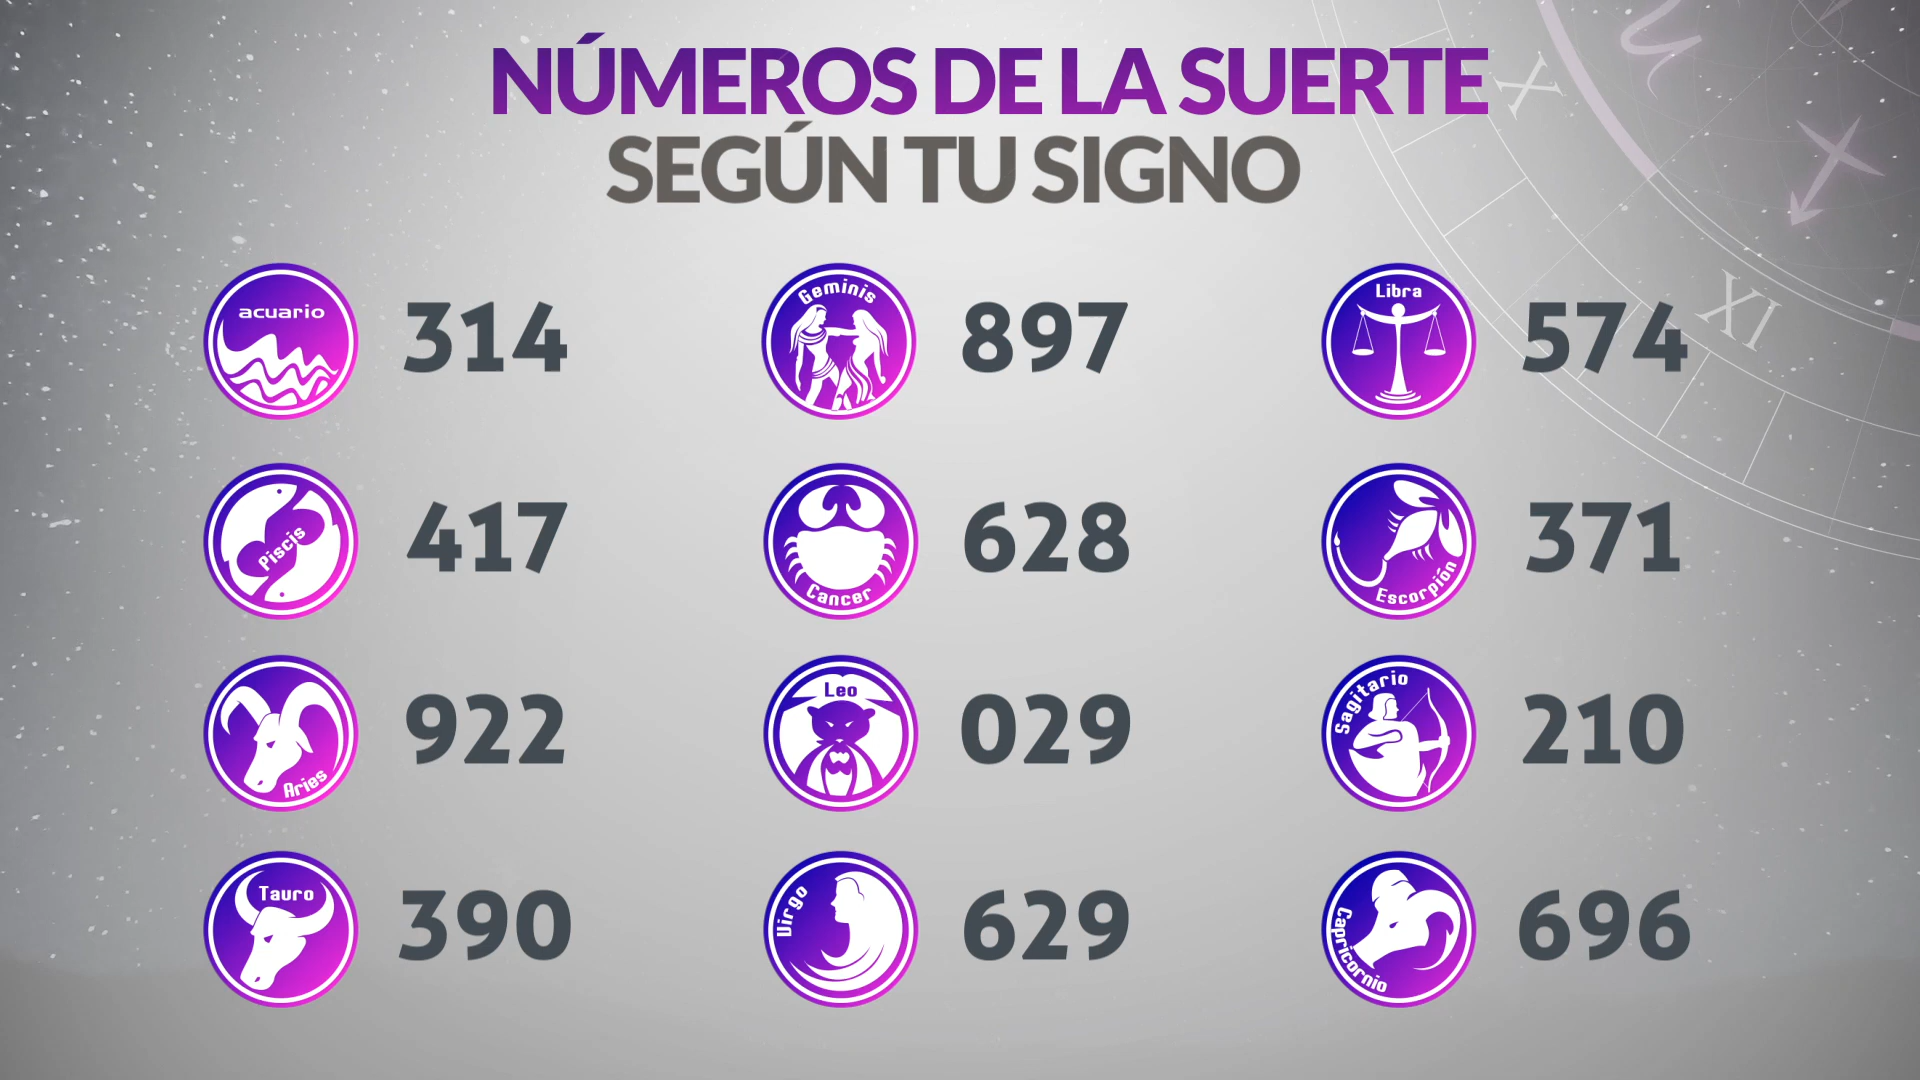 NÚMEROS DE LA SUERTE
SEGÚN TU SIGNO
acuario 314
Geminis 897
Libra 574
Piscis 417
Cancer 628
Escorpión 371
Aries 922
Leo 029
Sagitario 210
Tauro 390
Virgo 629
Capricornio 696
X
XI